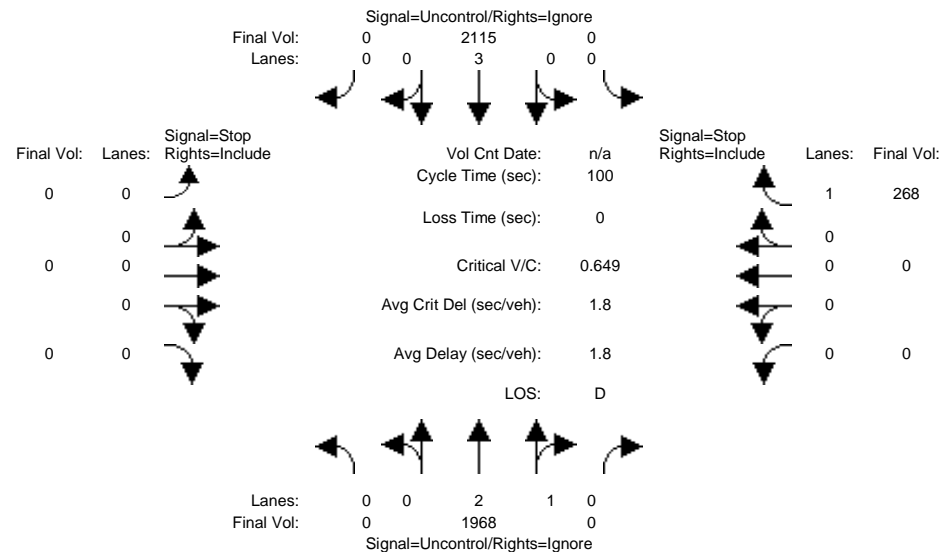 Signal=Uncontrol/Rights=Ignore
Final Vol: 0 2115 0
Lanes: 0 0 3 0 0
Signal=Stop
Final Vol: Lanes: Rights=Include
Vol Cnt Date: n/a
Signal=Stop
Rights=Include Lanes: Final Vol:
Cycle Time (sec): 100
0 0
1 268
Loss Time (sec): 0
0
0
0 0
Critical V/C: 0.649
0 0
0
Avg Crit Del (sec/veh): 1.8
0
0 0
Avg Delay (sec/veh): 1.8
0 0
LOS: D
Lanes: 0 0 2 1 0
Final Vol: 0 1968 0
Signal=Uncontrol/Rights=Ignore